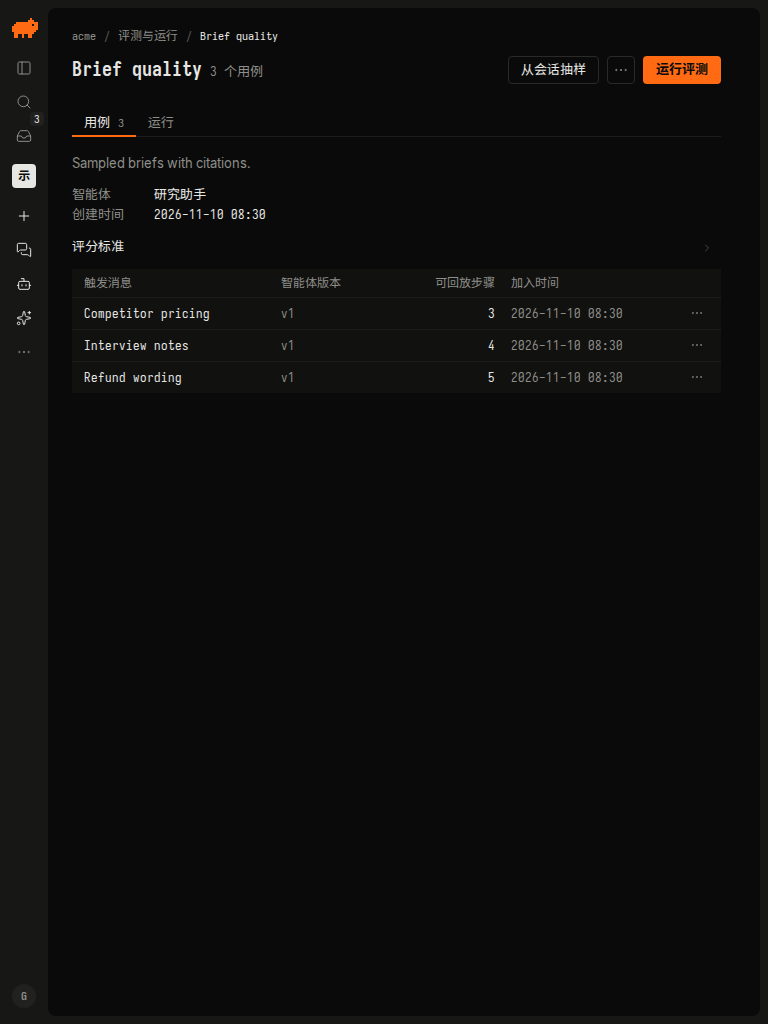 acme / 评测与运行 / Brief quality
Brief quality 3 个用例 从会话抽样 ··· 运行评测
3
用例 3 运行
示
Sampled briefs with citations.
智能体 研究助手
创建时间 2026-11-10 08:30
评分标准
触发消息 智能体版本 可回放步骤 加入时间
Competitor pricing v1 3 2026-11-10 08:30 ···
Interview notes v1 4 2026-11-10 08:30 ···
Refund wording v1 5 2026-11-10 08:30 ···
G